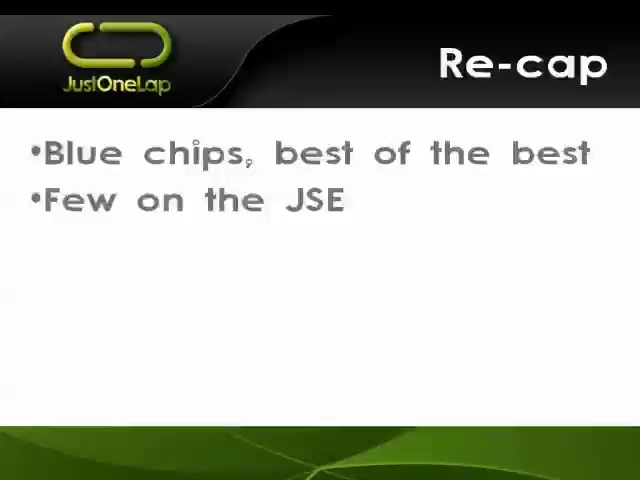 JustOneLap
Re-cap
•Blue chips, best of the best
•Few on the JSE